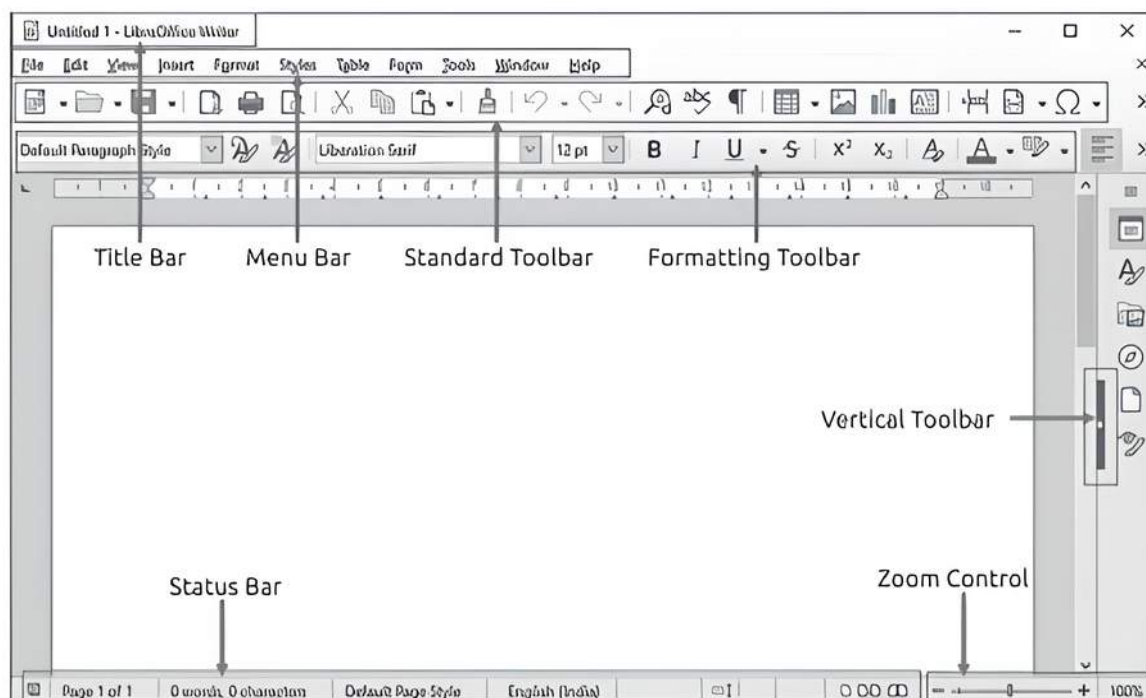 Untitled 1 - LibreOffice Writer
File Edit View Insert Format Styles Table Form Tools Window Help
Default Paragraph Style Liberation Serif 12 pt B I U S X² X₂ A A
Title Bar Menu Bar Standard Toolbar Formatting Toolbar
Vertical Toolbar
Status Bar Zoom Control
Page 1 of 1 0 words, 0 characters Default Page Style English (India) 100%